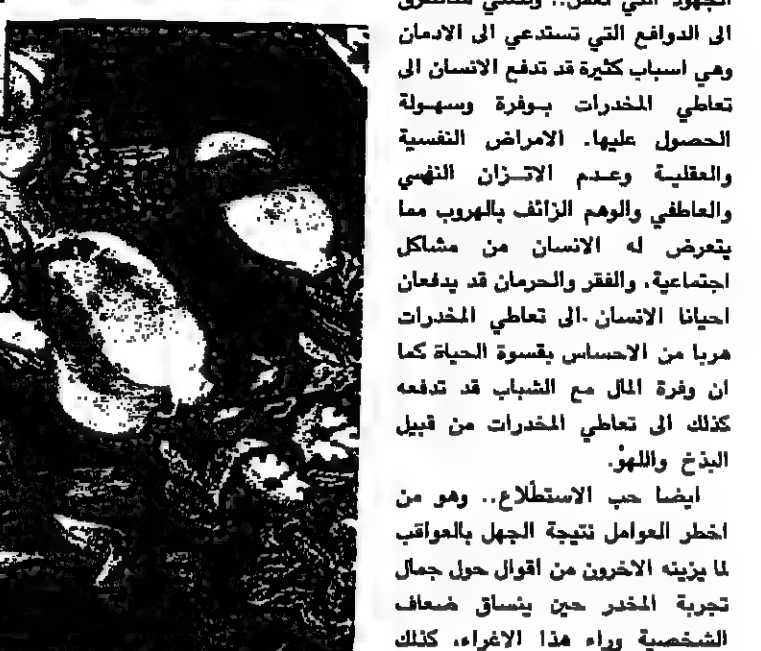 الجهود التي
الى الدوافع التي تستدعي الى الادمان
وهي اسباب كثيرة قد تدفع الانسان الى
تعاطي المخدرات بوفرة وسهولة
الحصول عليها. الامراض النفسية
والعقلية وعدم الاتزان النفسي
والعاطفي والوهم الزائف بالهروب مما
يتعرض له الانسان من مشاكل
اجتماعية، والفقر والحرمان قد يدفعان
احيانا الانسان الى تعاطي المخدرات
هربا من الاحساس بقسوة الحياة كما
ان وفرة المال مع الشباب قد تدفعه
كذلك الى تعاطي المخدرات من قبيل
البذخ واللهو.
ايضا حب الاستطلاع.. وهو من
اخطر العوامل نتيجة الجهل بالعواقب
لما يزينه الاخرون من اقوال حول جمال
تجربة المخدر حين ينساق ضعاف
الشخصية وراء هذا الاغراء، كذلك